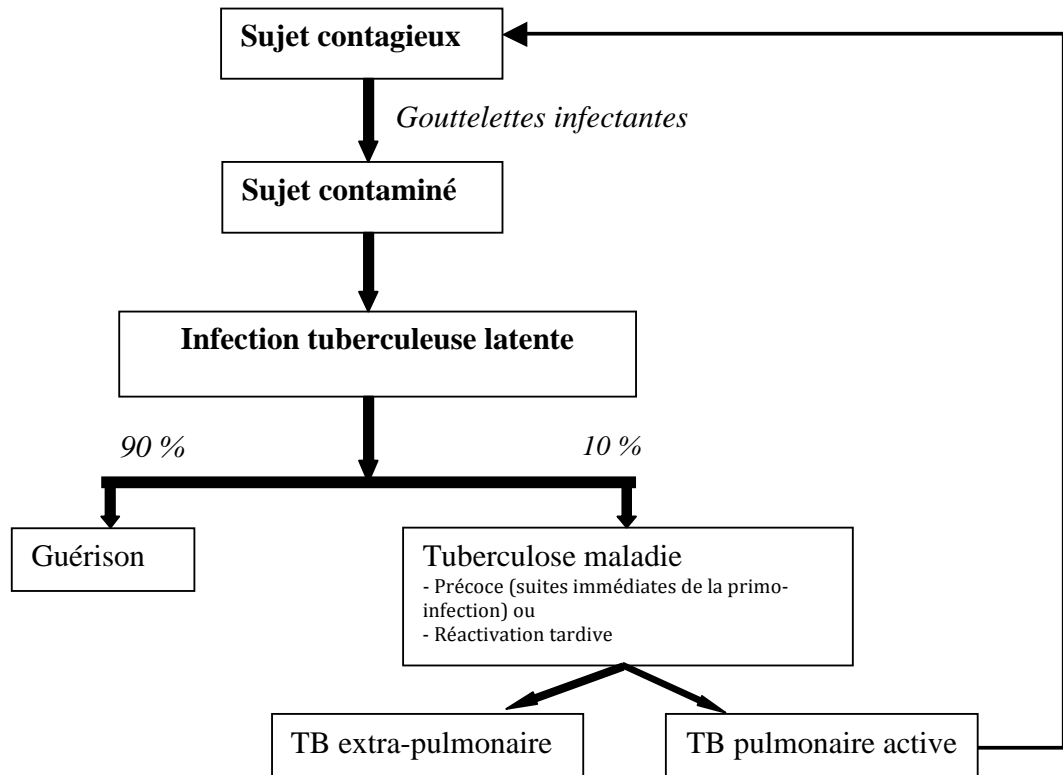 Sujet contagieux
Gouttelettes infectantes
Sujet contaminé
Infection tuberculeuse latente
90 %
10 %
Guérison
Tuberculose maladie
- Précoce (suites immédiates de la primo-
infection) ou
- Réactivation tardive
TB extra-pulmonaire
TB pulmonaire active